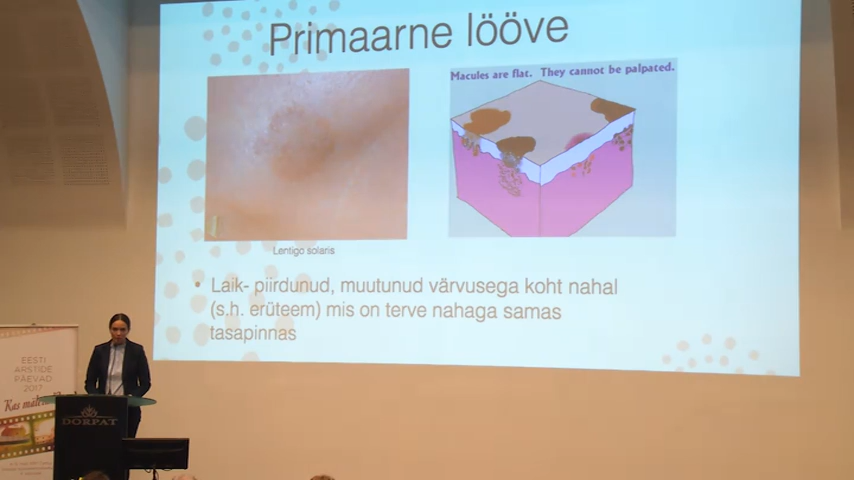 Primaarne lööve
Macules are flat. They cannot be palpated.
Lentigo solaris
• Laik- piirdunud, muutunud värvusega koht nahal
(s.h. erüteem) mis on terve nahaga samas
tasapinnas
EESTI
ARSTIDE
PÄEVAD
2017
"Kas
DORPAT